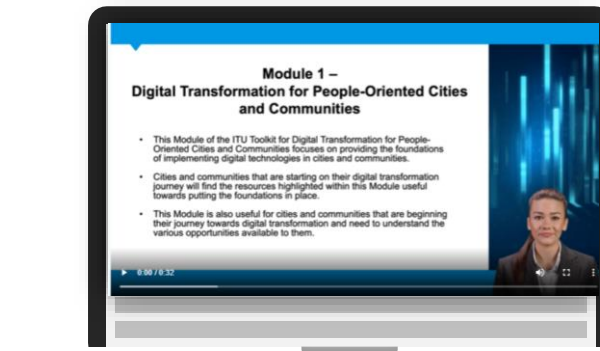 Module 1 –
Digital Transformation for People-Oriented Cities
and Communities
• This Module of the ITU Toolkit for Digital Transformation for People-
Oriented Cities and Communities focuses on providing the foundations
of implementing digital technologies in cities and communities.
• Cities and communities that are starting on their digital transformation
journey will find the resources highlighted within this Module useful
towards putting the foundations in place.
• This Module is also useful for cities and communities that are beginning
their journey towards digital transformation and need to understand the
various opportunities available to them.
0:00 / 0:32